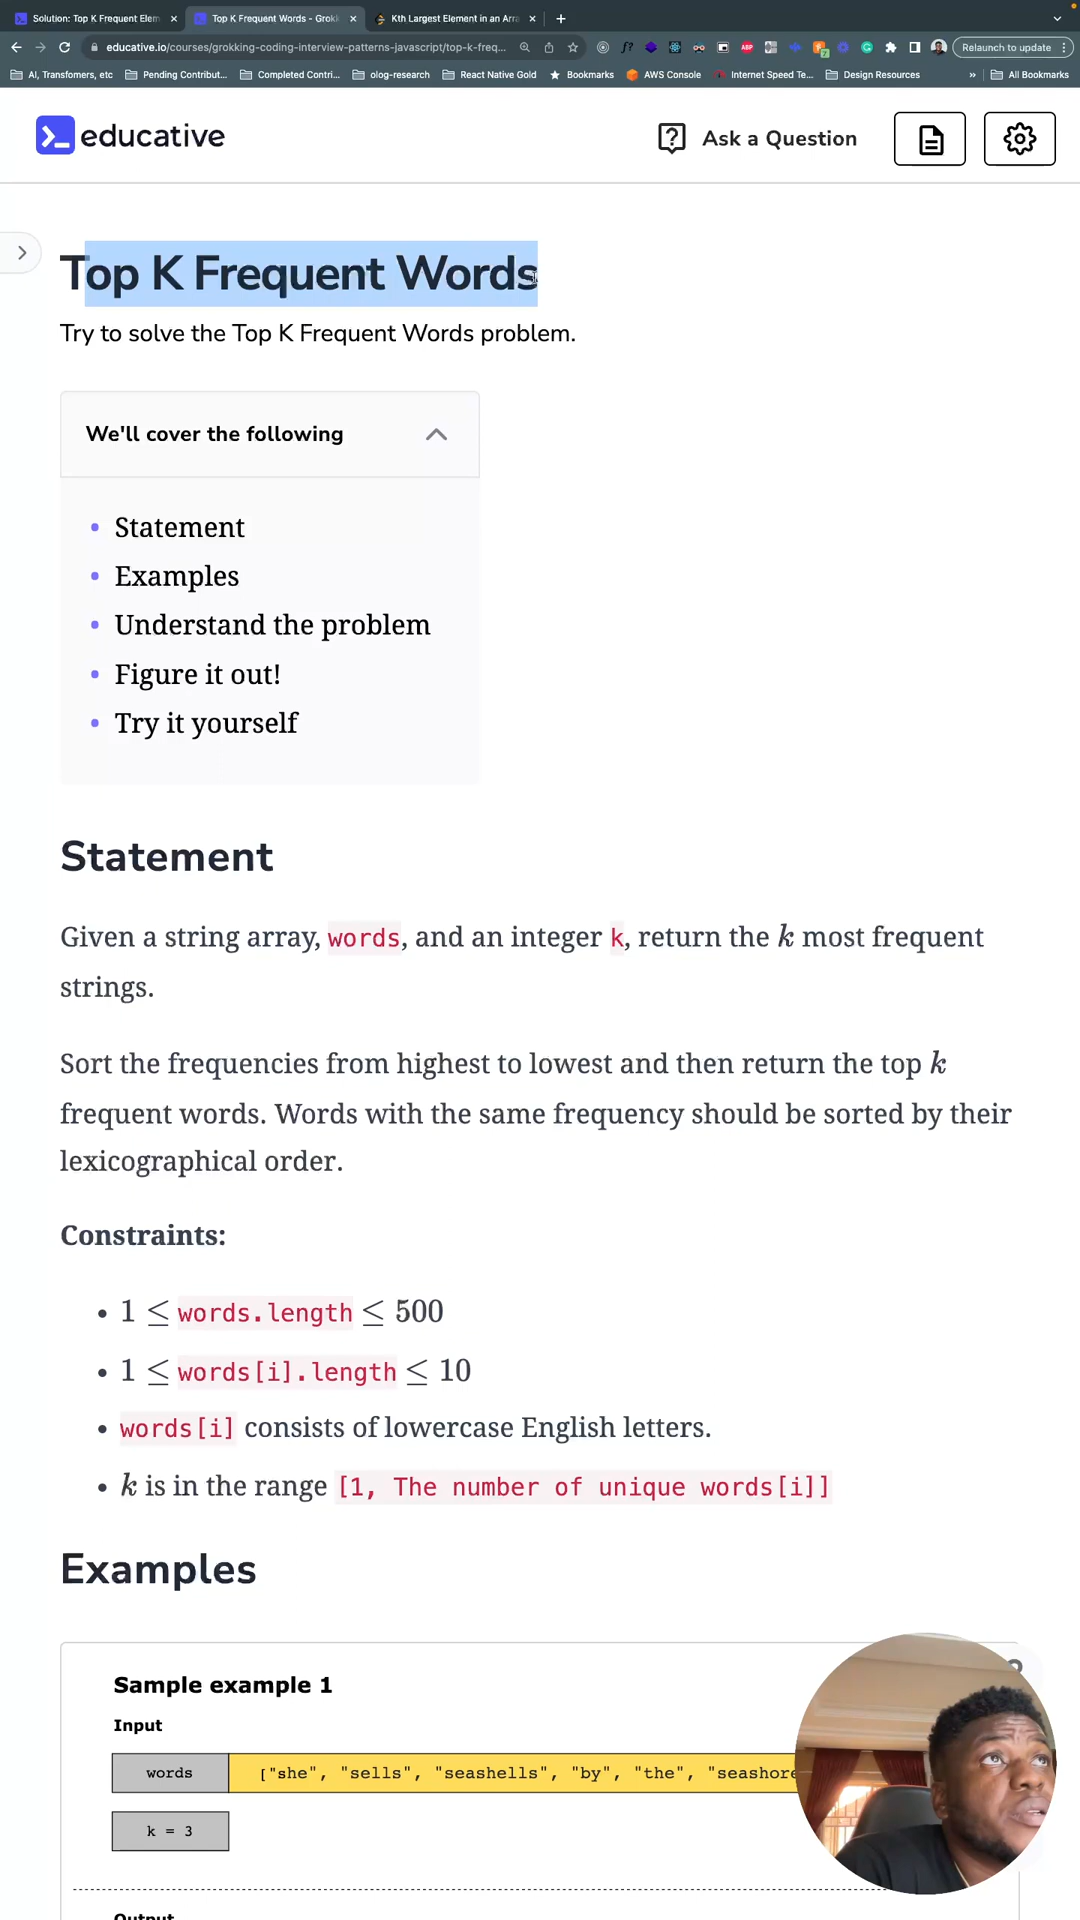 Solution: Top K Frequent Elem
Top K Frequent Words - Grokk
Kth Largest Element in an Arra
educative.io/courses/grokking-coding-interview-patterns-javascript/top-k-freq...
Relaunch to update
AI, Transfomers, etc
Pending Contribut...
Completed Contri...
olog-research
React Native Gold
Bookmarks
AWS Console
Internet Speed Te...
Design Resources
»
All Bookmarks
educative
Ask a Question
Top K Frequent Words
Try to solve the Top K Frequent Words problem.
We'll cover the following
• Statement
• Examples
• Understand the problem
• Figure it out!
• Try it yourself
Statement
Given a string array, words, and an integer k, return the k most frequent
strings.
Sort the frequencies from highest to lowest and then return the top k
frequent words. Words with the same frequency should be sorted by their
lexicographical order.
Constraints:
• 1 ≤ words.length ≤ 500
• 1 ≤ words[i].length ≤ 10
• words[i] consists of lowercase English letters.
• k is in the range [1, The number of unique words[i]]
Examples
Sample example 1
Input
words
["she", "sells", "seashells", "by", "the", "seashore
k = 3
Output